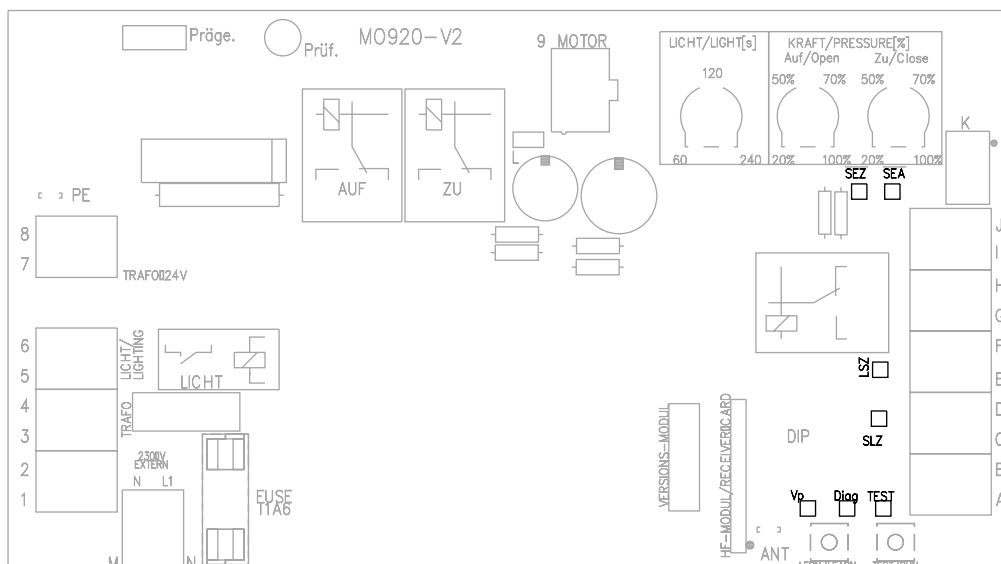 Präge.
Prüf.
MO920-V2
9 MOTOR
LICHT/LIGHT[s]
120
60 240
KRAFT/PRESSURE[%]
Auf/Open Zu/Close
50% 70% 50% 70%
20% 100% 20% 100%
K
SEZ SEA
AUF
ZU
L
PE
8
7
TRAFO 24V
J
I
H
G
F
E
D
C
B
A
6
5
4
3
2
1
LICHT/
LIGHTING
LICHT
TRAFO
2300V
EXTERN
N L1
FUSE
T1A6
VERSIONS-MODUL
HF-MODUL/RECEIVER CARD
LSZ
DIP
SLZ
Vp Diag TEST
ANT
M N